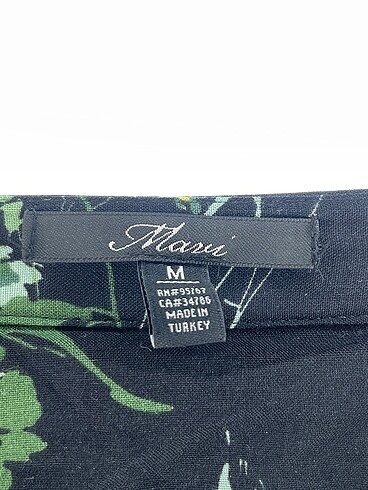 Mavi
M
RN#95767
CA#34786
MADE IN
TURKEY